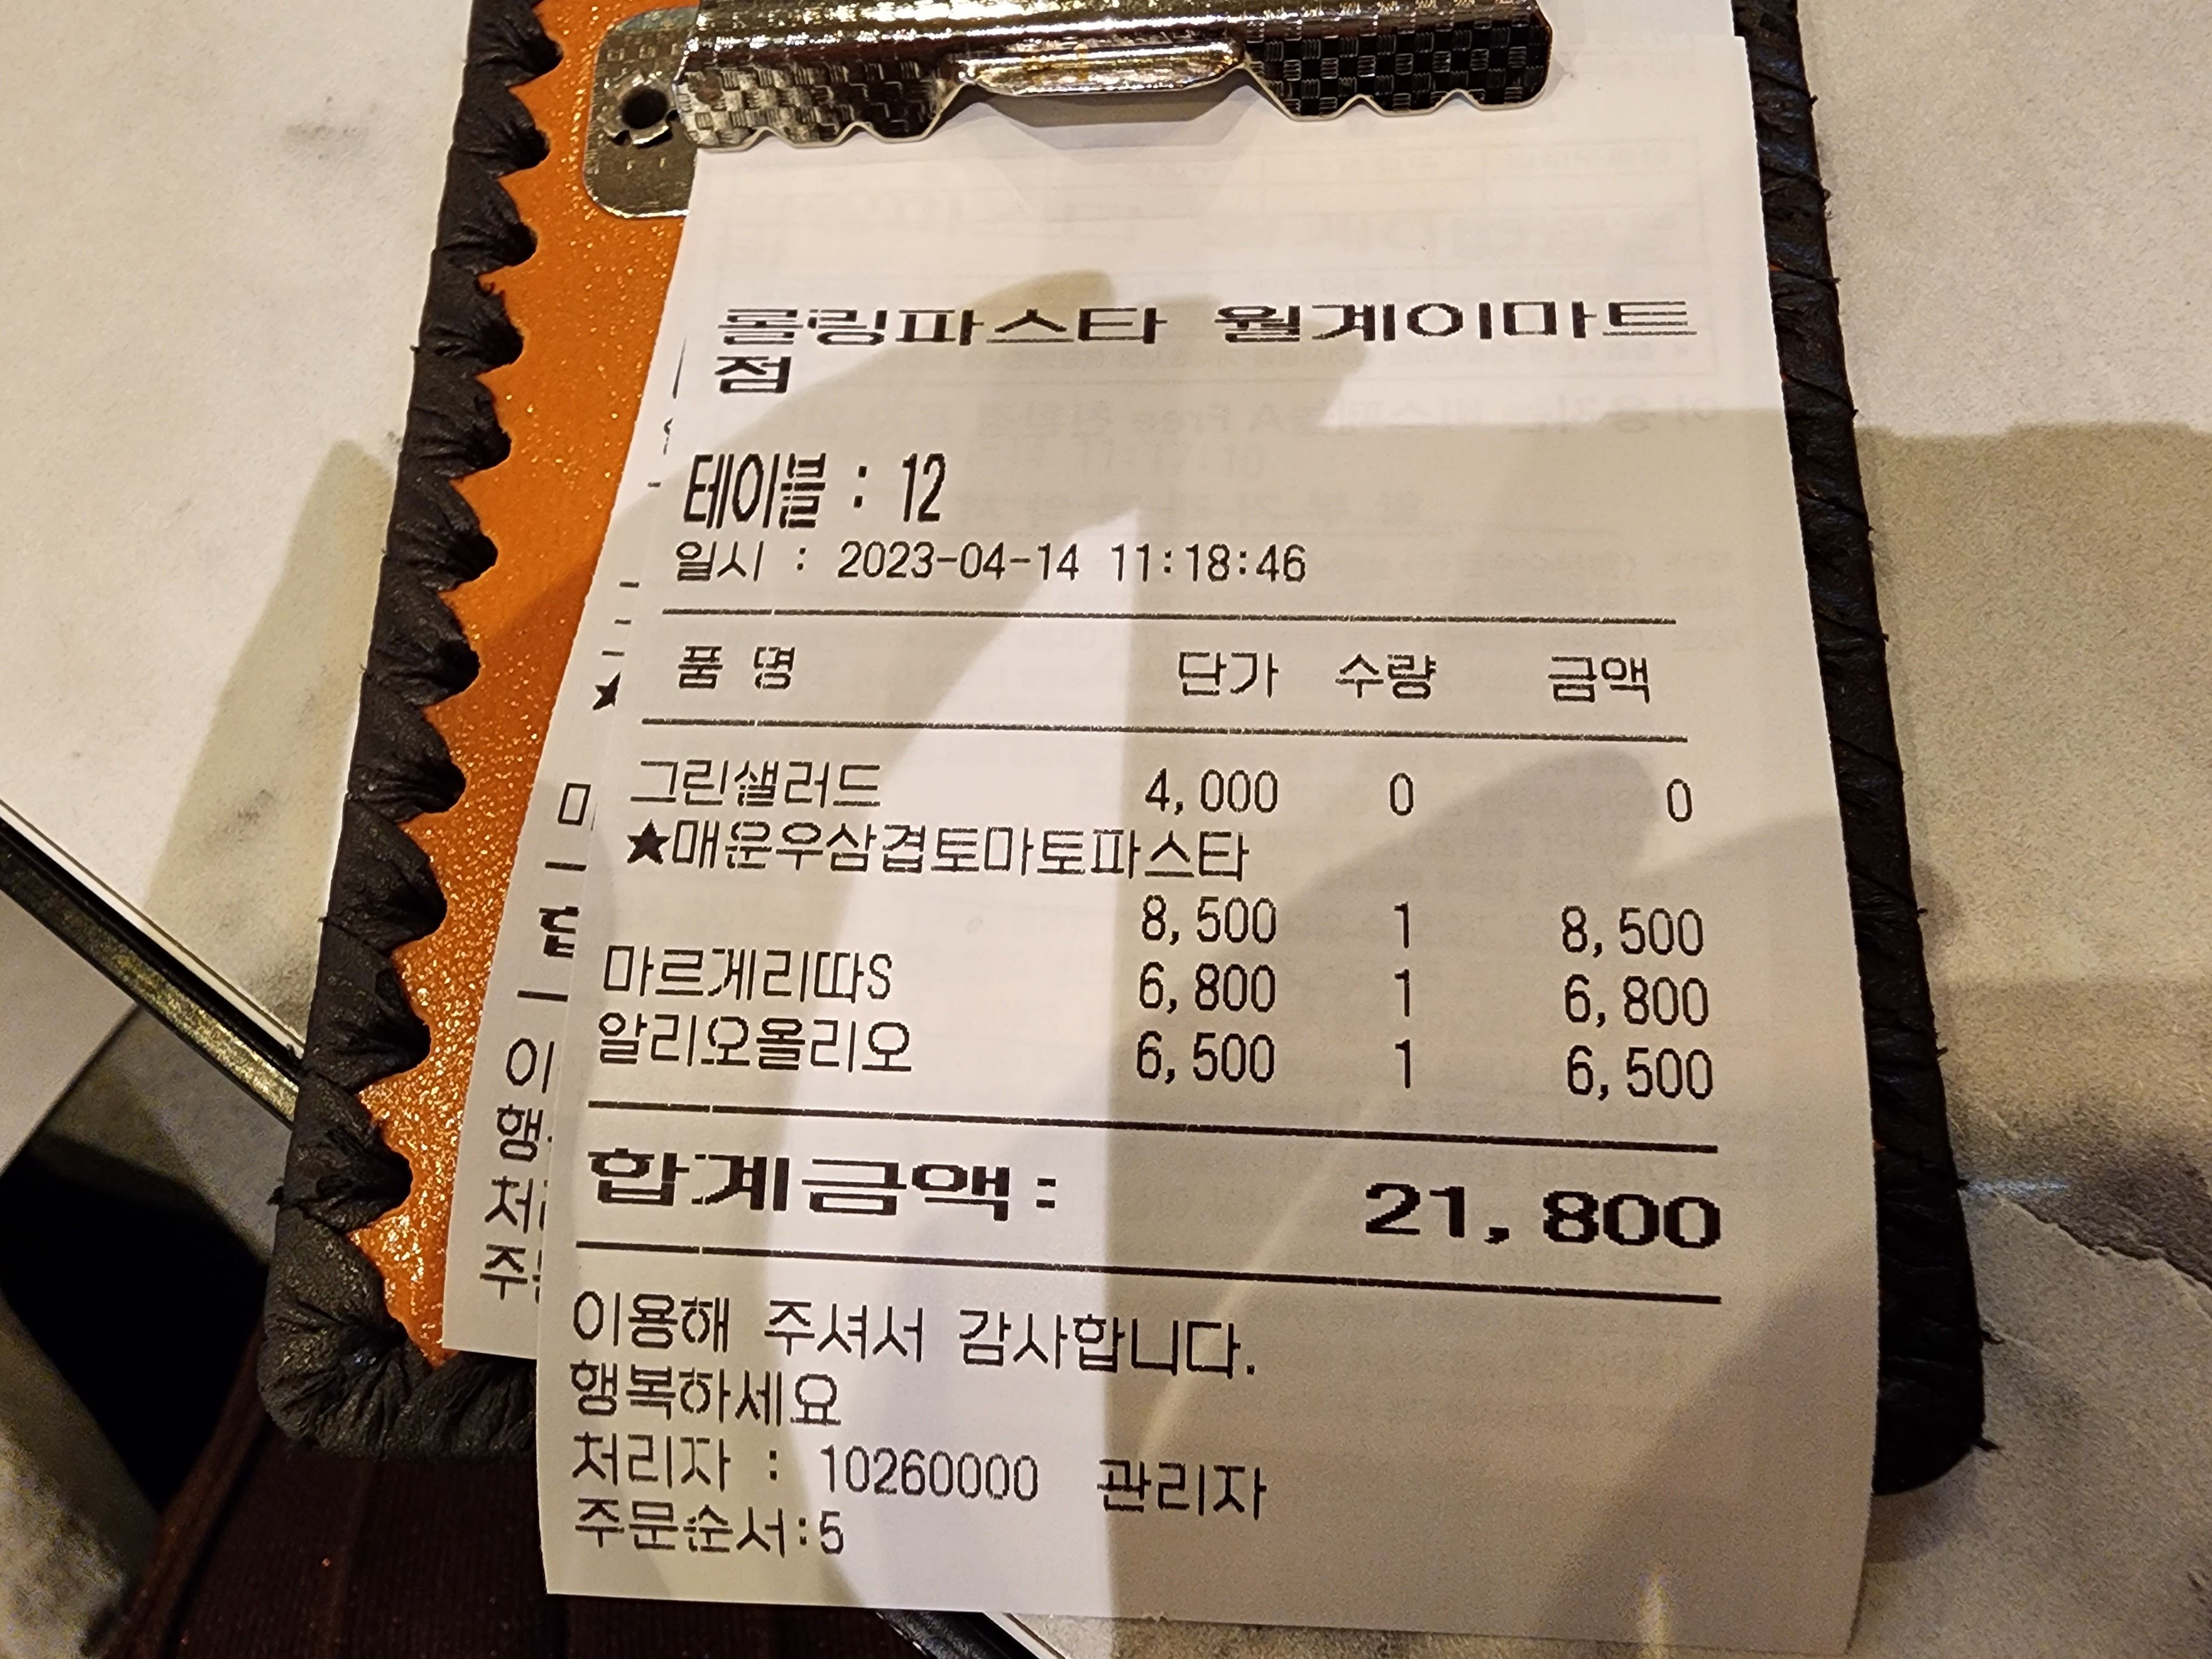 롤링파스타 월계이마트
점
테이블 : 12
일시 : 2023-04-14 11:18:46
품 명 단가 수량 금액
그린샐러드 4,000 0 0
★매운우삼겹토마토파스타
8,500 1 8,500
마르게리따S 6,800 1 6,800
알리오올리오 6,500 1 6,500
합계금액: 21,800
이용해 주셔서 감사합니다.
행복하세요
처리자 : 10260000 관리자
주문순서:5